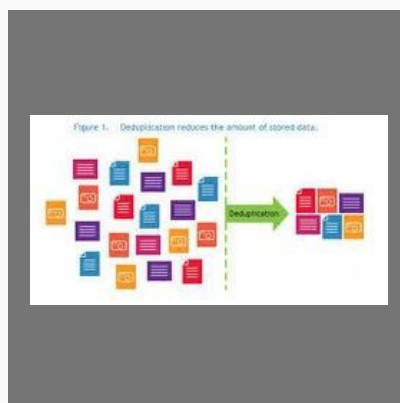 Figure 1. Deduplication reduces the amount of stored data.
Deduplication